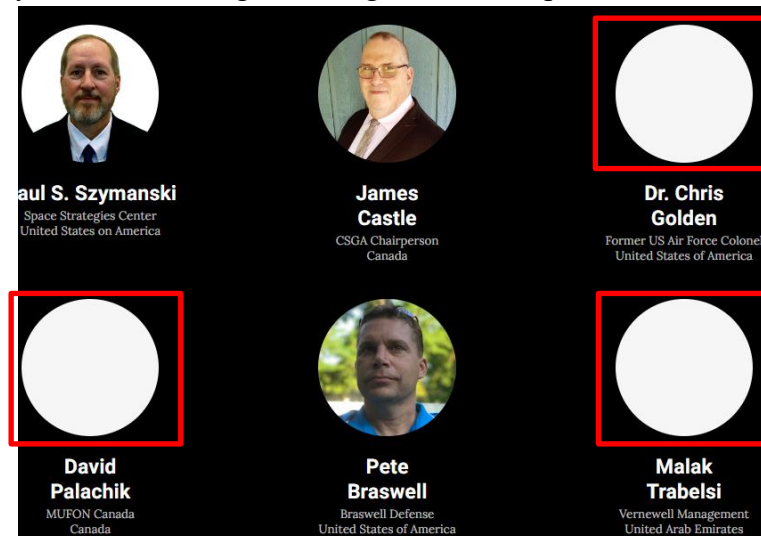 aul S. Szymanski
Space Strategies Center
United States on America
James
Castle
CSGA Chairperson
Canada
Dr. Chris
Golden
Former US Air Force Colonel
United States of America
David
Palachik
MUFON Canada
Canada
Pete
Braswell
Braswell Defense
United States of America
Malak
Trabelsi
Vernewell Management
United Arab Emirates